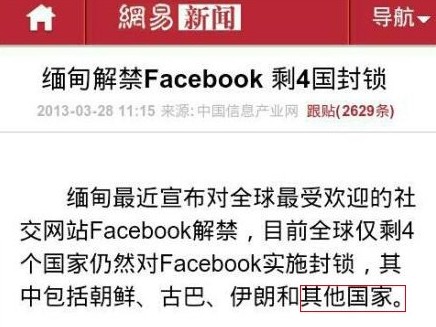 網易新闻 导航
缅甸解禁Facebook 剩4国封锁
2013-03-28 11:15 来源:中国信息产业网 跟贴(2629条)
缅甸最近宣布对全球最受欢迎的社
交网站Facebook解禁，目前全球仅剩4
个国家仍然对Facebook实施封锁，其
中包括朝鲜、古巴、伊朗和其他国家。